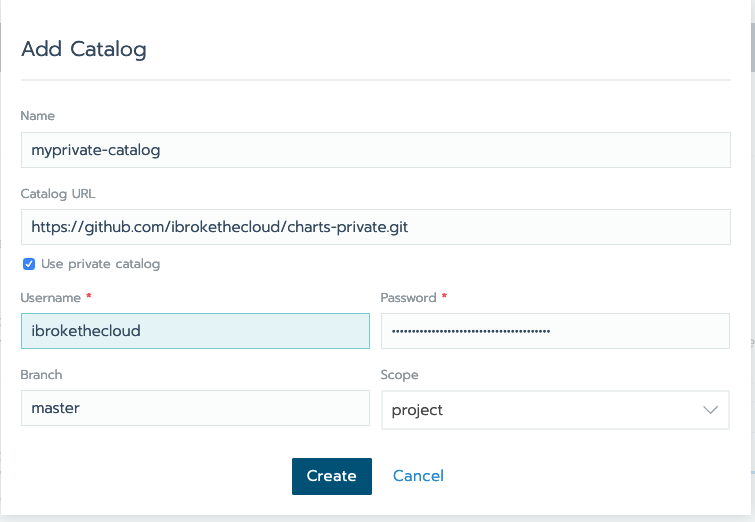 Add Catalog
Name
myprivate-catalog
Catalog URL
https://github.com/ibrokethecloud/charts-private.git
Use private catalog
Username * Password *
ibrokethecloud ••••••••••••••••••••••••••••••••••••••••
Branch Scope
master project
Create Cancel